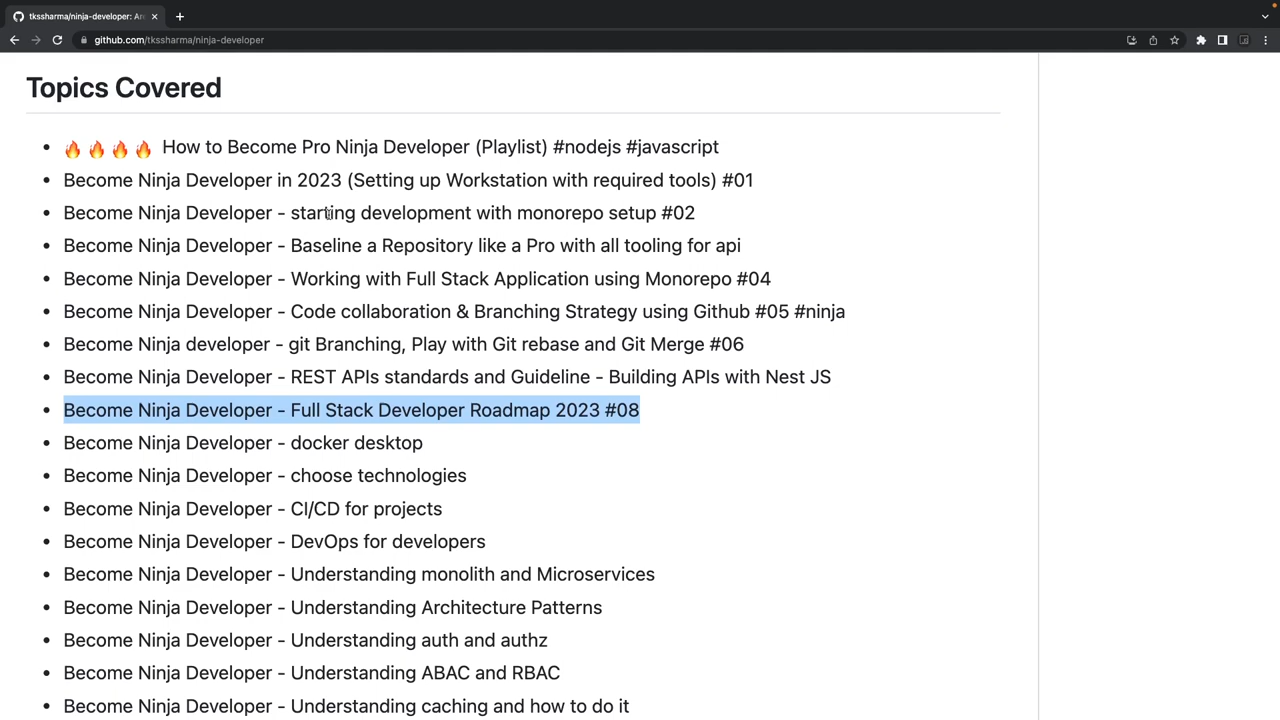 tkssharma/ninja-developer: Arc
github.com/tkssharma/ninja-developer
Topics Covered
🔥🔥🔥🔥 How to Become Pro Ninja Developer (Playlist) #nodejs #javascript
Become Ninja Developer in 2023 (Setting up Workstation with required tools) #01
Become Ninja Developer - starting development with monorepo setup #02
Become Ninja Developer - Baseline a Repository like a Pro with all tooling for api
Become Ninja Developer - Working with Full Stack Application using Monorepo #04
Become Ninja Developer - Code collaboration & Branching Strategy using Github #05 #ninja
Become Ninja developer - git Branching, Play with Git rebase and Git Merge #06
Become Ninja Developer - REST APIs standards and Guideline - Building APIs with Nest JS
Become Ninja Developer - Full Stack Developer Roadmap 2023 #08
Become Ninja Developer - docker desktop
Become Ninja Developer - choose technologies
Become Ninja Developer - CI/CD for projects
Become Ninja Developer - DevOps for developers
Become Ninja Developer - Understanding monolith and Microservices
Become Ninja Developer - Understanding Architecture Patterns
Become Ninja Developer - Understanding auth and authz
Become Ninja Developer - Understanding ABAC and RBAC
Become Ninja Developer - Understanding caching and how to do it